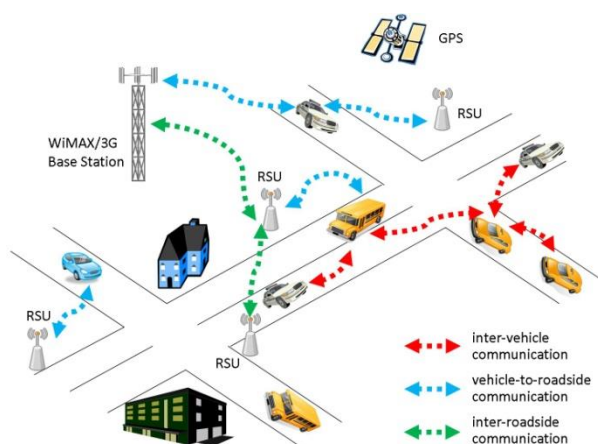 GPS
WiMAX/3G
Base Station
RSU
RSU
RSU
RSU
inter-vehicle
communication
vehicle-to-roadside
communication
inter-roadside
communication